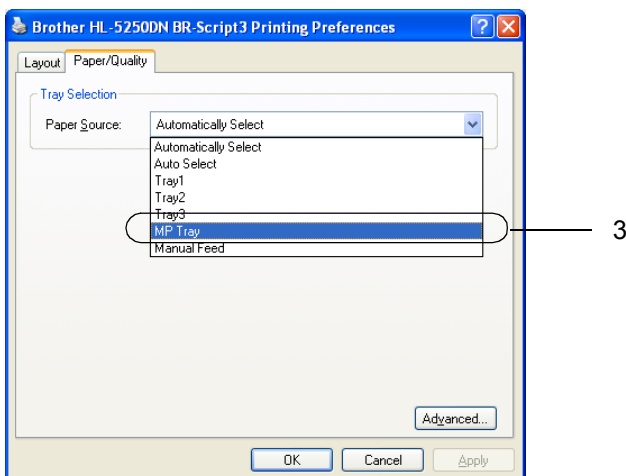 Brother HL-5250DN BR-Script3 Printing Preferences
Layout Paper/Quality
Tray Selection
Paper Source: Automatically Select
Automatically Select
Auto Select
Tray1
Tray2
Tray3
MP Tray
3
Manual Feed
Advanced...
OK Cancel Apply